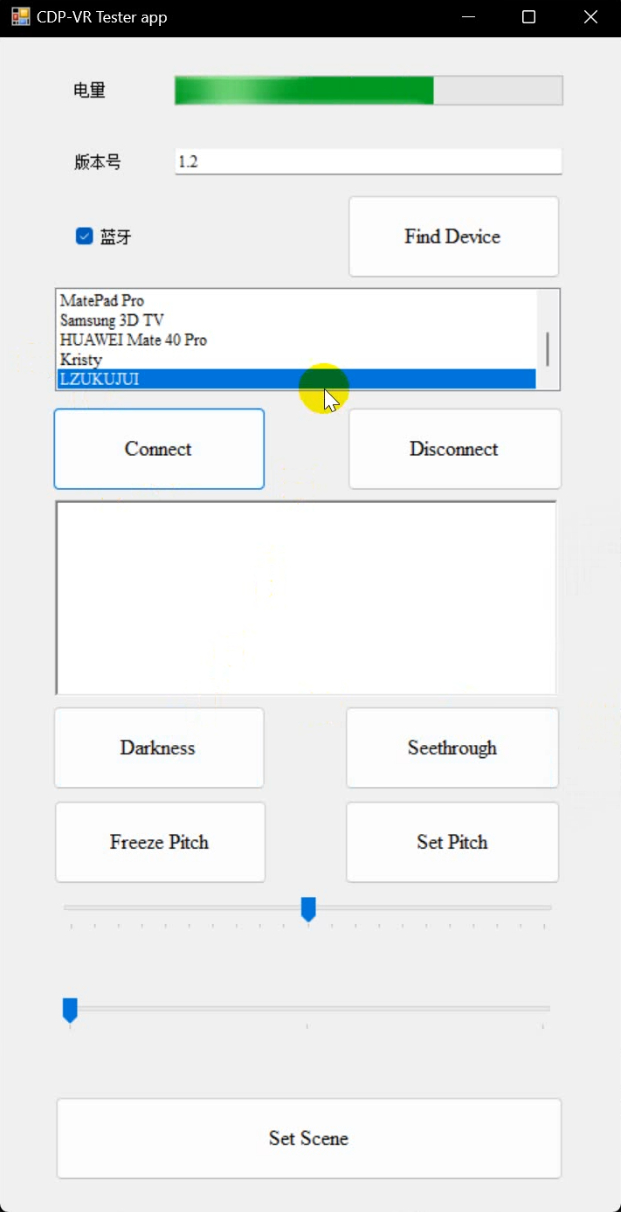 CDP-VR Tester app
电量
版本号 1.2
蓝牙 Find Device
MatePad Pro
Samsung 3D TV
HUAWEI Mate 40 Pro
Kristy
LZUKUJUI
Connect Disconnect
Darkness Seethrough
Freeze Pitch Set Pitch
Set Scene